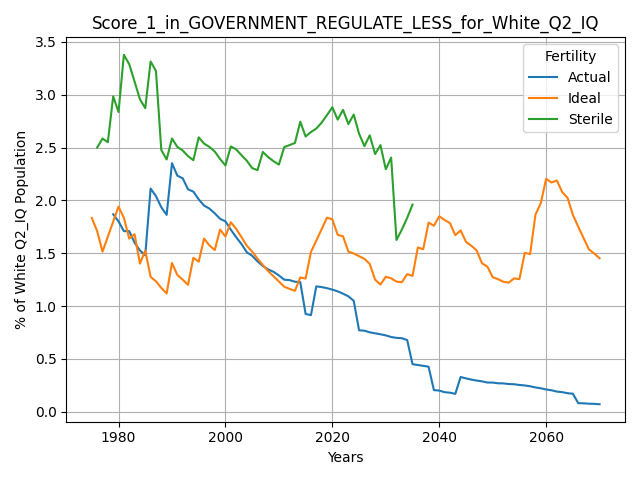 Score_1_in_GOVERNMENT_REGULATE_LESS_for_White_Q2_IQ
% of White Q2_IQ Population
3.5
3.0
2.5
2.0
1.5
1.0
0.5
0.0
Fertility
Actual
Ideal
Sterile
1980
2000
2020
2040
2060
Years